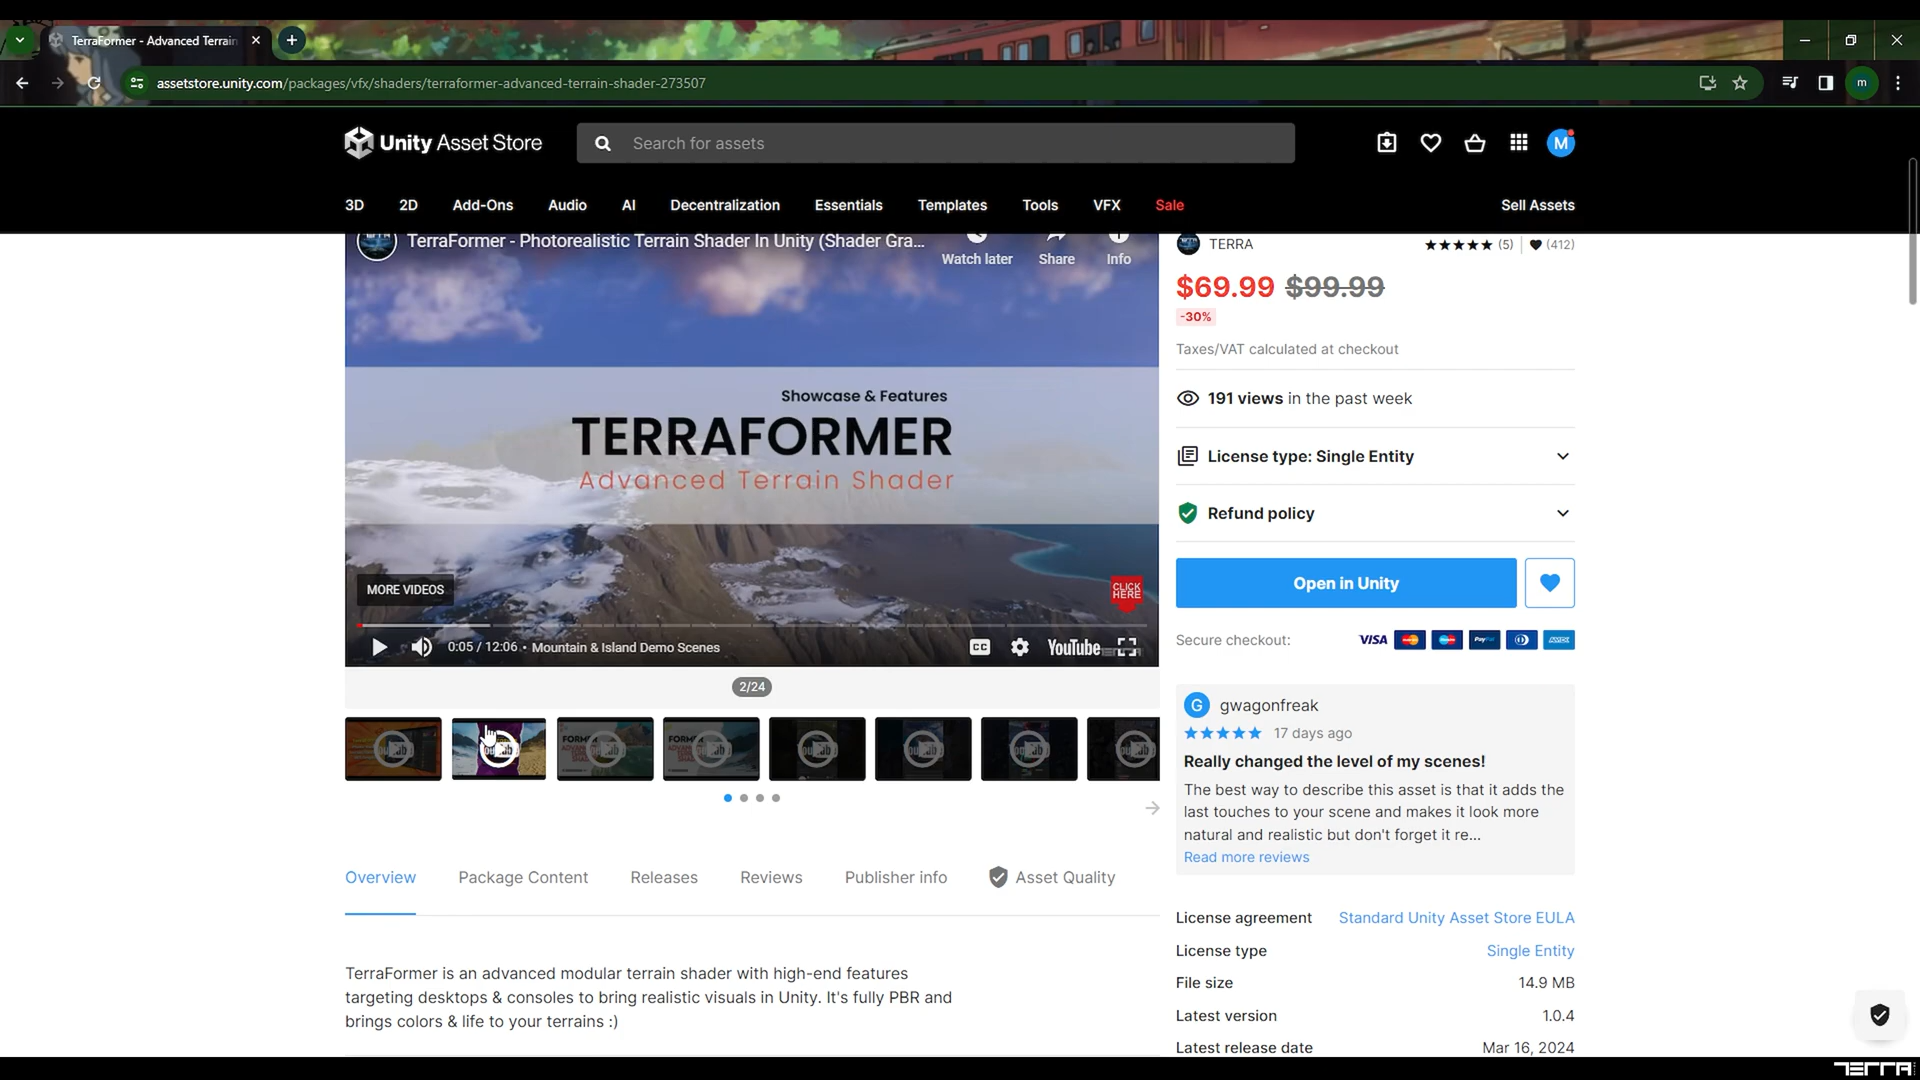 TerraFormer - Advanced Terrain
assetstore.unity.com/packages/vfx/shaders/terraformer-advanced-terrain-shader-273507
m
Unity Asset Store
Search for assets
M
3D 2D Add-Ons Audio AI Decentralization Essentials Templates Tools VFX Sale Sell Assets
TerraFormer - Photorealistic Terrain Shader In Unity (Shader Gra...
Watch later Share Info
TERRA
(5) (412)
$69.99 $99.99
-30%
Taxes/VAT calculated at checkout
191 views in the past week
License type: Single Entity
Refund policy
Open in Unity
Secure checkout: VISA PayPal AMEX
Showcase & Features
TERRAFORMER
Advanced Terrain Shader
MORE VIDEOS
CLICK
HERE
0:05 / 12:06 • Mountain & Island Demo Scenes
CC YouTube
2/24
G gwagonfreak
17 days ago
Really changed the level of my scenes!
The best way to describe this asset is that it adds the
last touches to your scene and makes it look more
natural and realistic but don't forget it re...
Read more reviews
Overview Package Content Releases Reviews Publisher info Asset Quality
TerraFormer is an advanced modular terrain shader with high-end features
targeting desktops & consoles to bring realistic visuals in Unity. It's fully PBR and
brings colors & life to your terrains :)
License agreement Standard Unity Asset Store EULA
License type Single Entity
File size 14.9 MB
Latest version 1.0.4
Latest release date Mar 16, 2024
TERRA